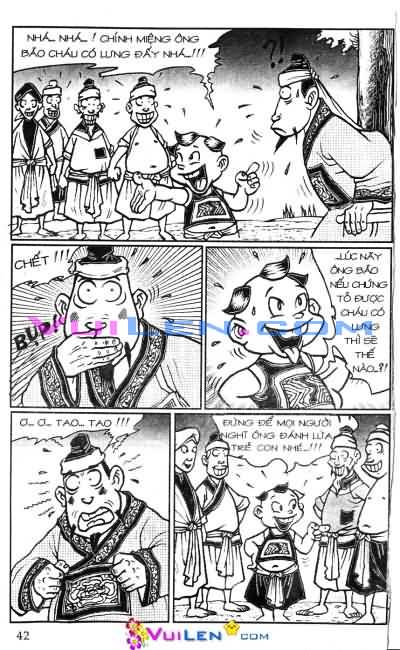 NHÁ... NHÁ... ! CHÍNH MIỆNG ÔNG
BẢO CHÁU CÓ LƯNG ĐẤY NHÁ...!!!
?!
CHẾT !!!
BỤP!
...LÚC NÃY
ÔNG BẢO
NẾU CHỨNG
TỎ ĐƯỢC
CHÁU CÓ
LƯNG
THÌ SẼ
THẾ
NÀO...?!
VUILEN.COM
Ơ... Ơ... TAO... TAO !!!
ĐỪNG ĐỂ MỌI NGƯỜI
NGHĨ ÔNG ĐÁNH LỪA
TRẺ CON NHÉ...!!!
42
VUILEN.COM